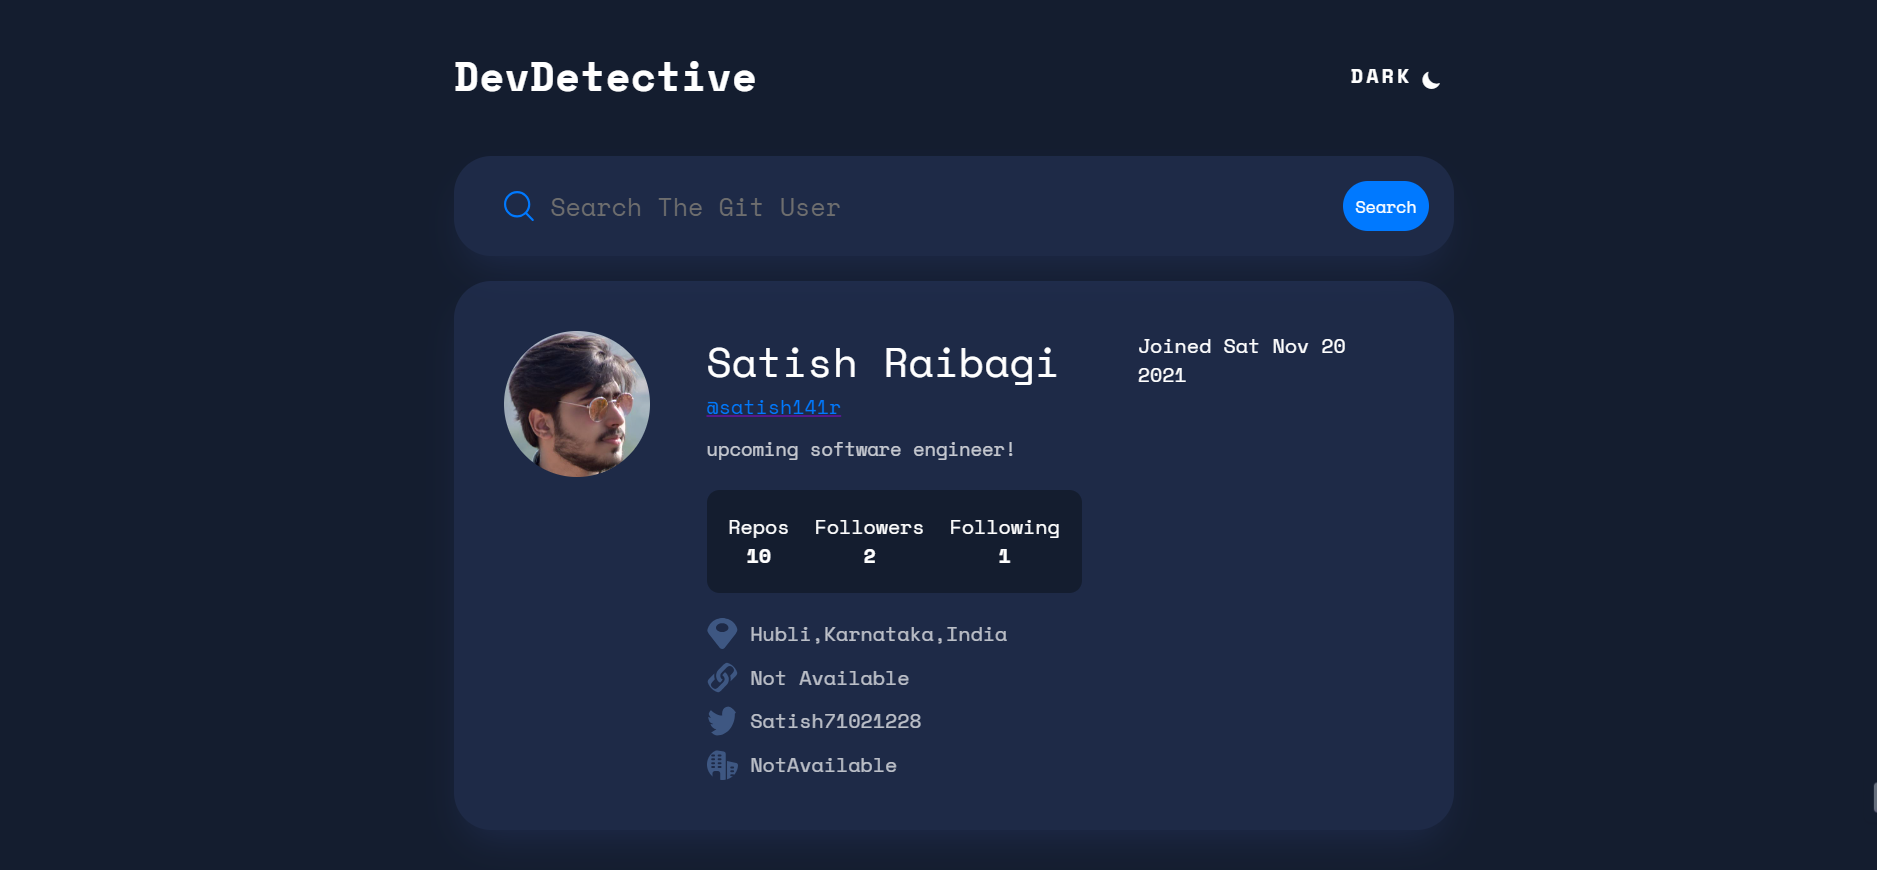 DevDetective
DARK
Search The Git User
Search
Satish Raibagi
Joined Sat Nov 20
2021
@satish141r
upcoming software engineer!
Repos Followers Following
10 2 1
Hubli,Karnataka,India
Not Available
Satish71021228
NotAvailable